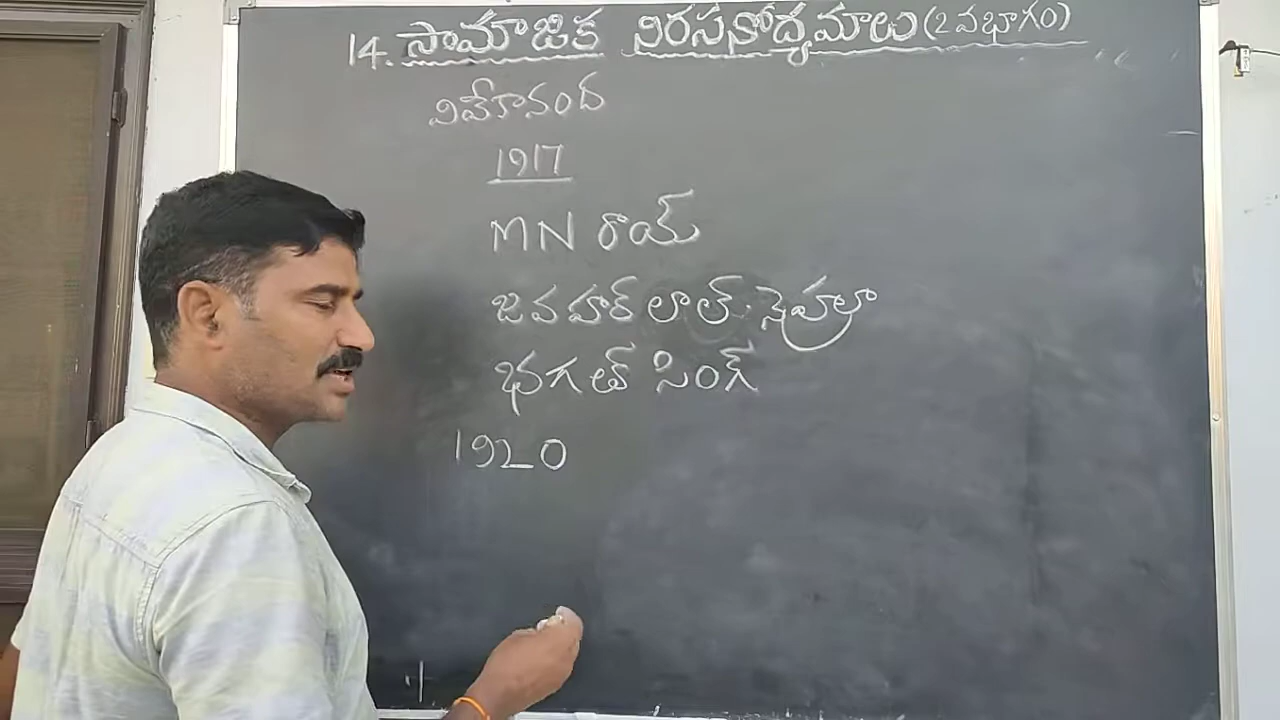 14. సామాజిక నిరసనోద్యమాలు (2వ భాగం)
వివేకానంద
1917
MN రాయ్
జవహర్ లాల్ నెహ్రూ
భగత్ సింగ్
1920